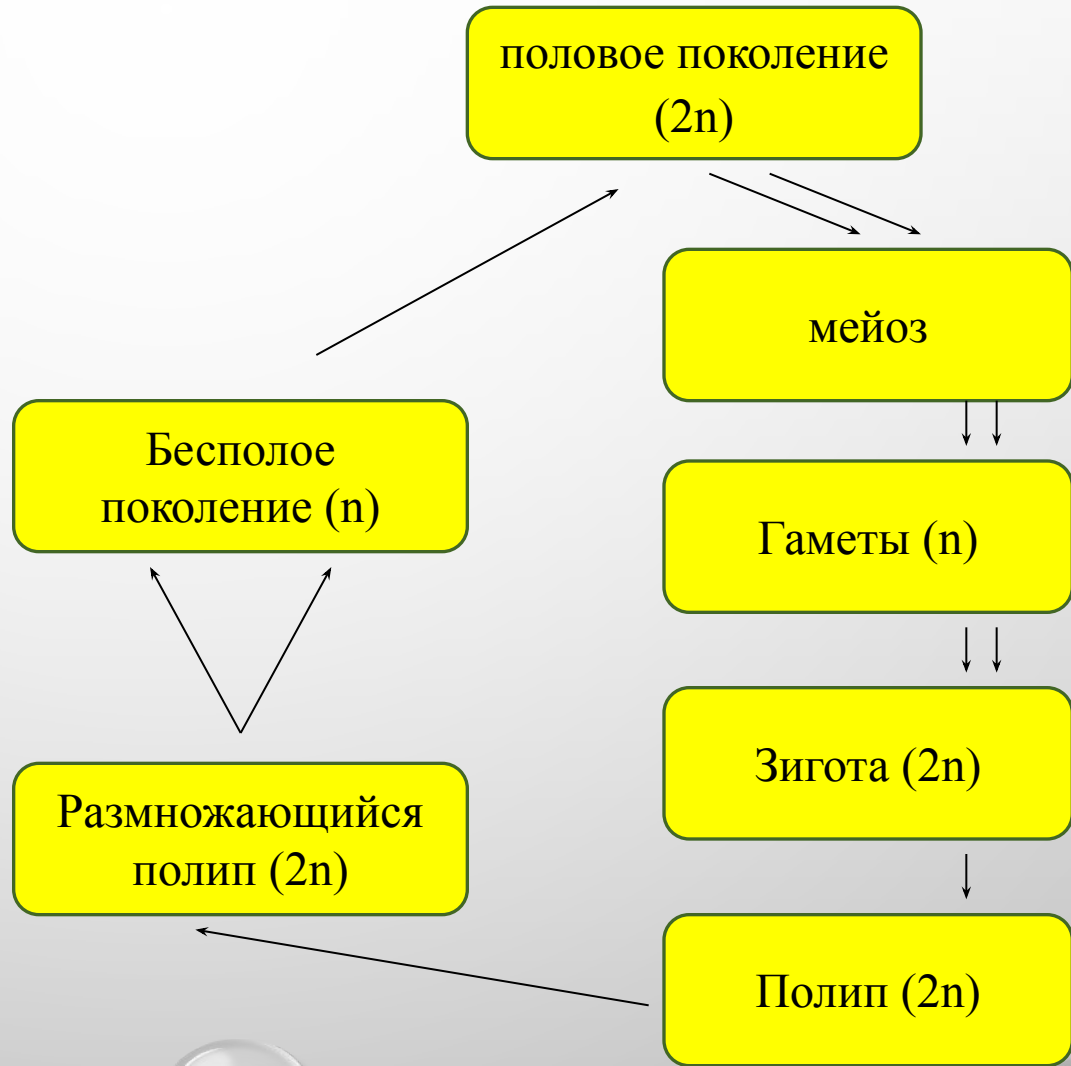 половое поколение
(2n)
мейоз
Бесполое
поколение (n)
Гаметы (n)
Зигота (2n)
Размножающийся
полип (2n)
Полип (2n)